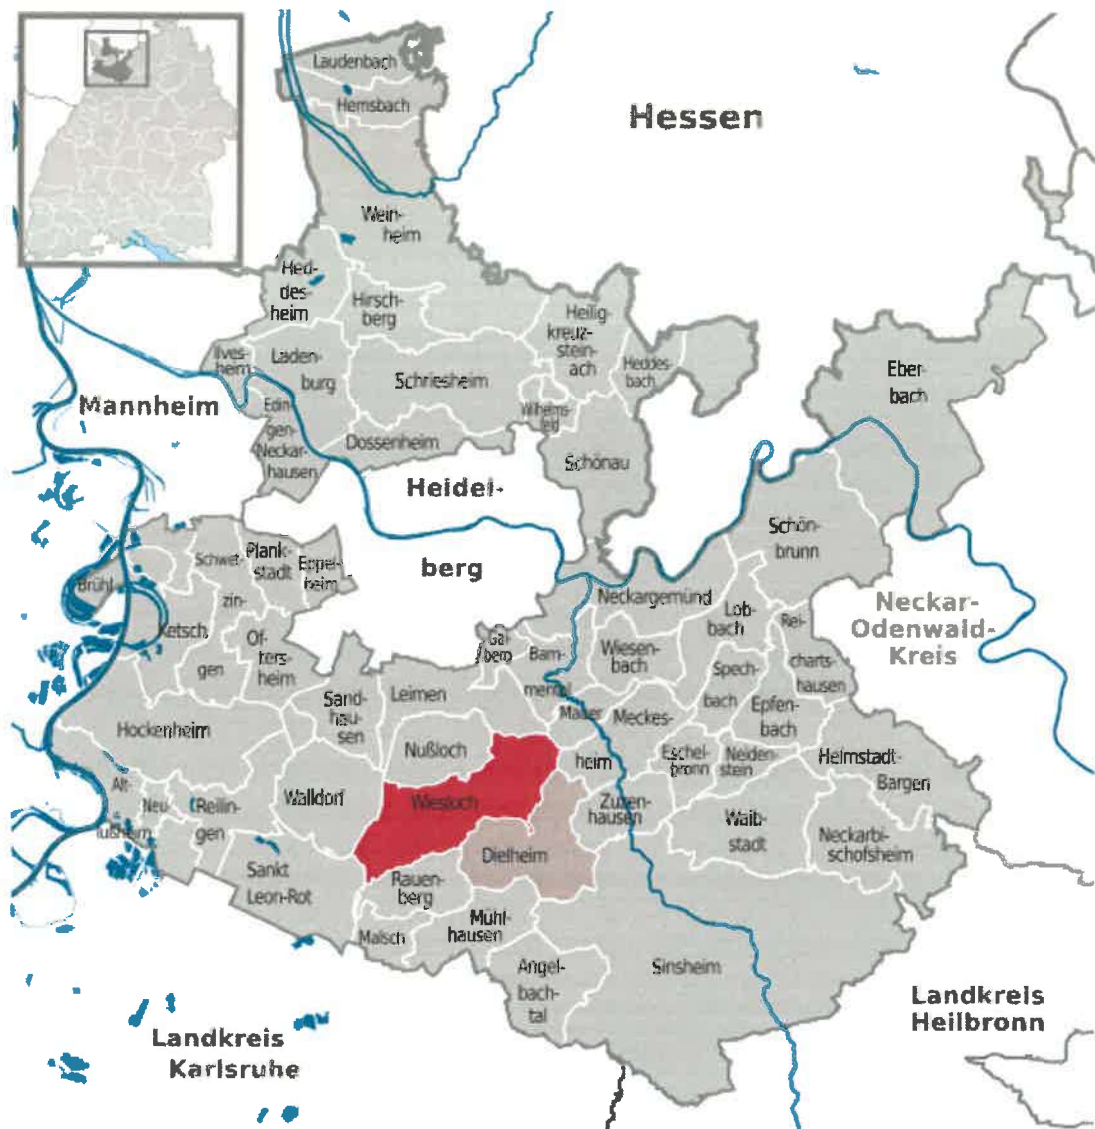 Laudenbach
Hemsbach
Hessen
Wein-
heim
Hed-
des-
heim
Hirsch-
berg
Heilig-
kreuz-
stein-
ach
Ilves-
heim
Laden-
burg
Schriesheim
Heddes-
bach
Eber-
bach
Mannheim
Edin-
gen-
Neckar-
hausen
Wilhelms-
feld
Dossenheim
Schönau
Heidel-
berg
Schön-
brunn
Schwet-
zin-
gen
Plank-
stadt
Eppel-
heim
Brühl
Ketsch
Of-
ters-
heim
Neckargemünd
Lob-
bach
Rei-
charts-
hausen
Neckar-
Odenwald-
Kreis
Gai-
berg
Bam-
mental
Wiesen-
bach
Spech-
bach
Epfen-
bach
Sand-
hau-
sen
Leimen
Mauer
Meckes-
heim
Hockenheim
Nußloch
Eschel-
bronn
Neiden-
stein
Helmstadt-
Bargen
Alt-
lußheim
Neu-
Reilin-
gen
Walldorf
Wiesloch
Zuzen-
hausen
Waib-
stadt
Neckarbi-
schofsheim
Dielheim
Sankt
Leon-Rot
Rauen-
berg
Malsch
Mühl-
hausen
Angel-
bach-
tal
Sinsheim
Landkreis
Karlsruhe
Landkreis
Heilbronn